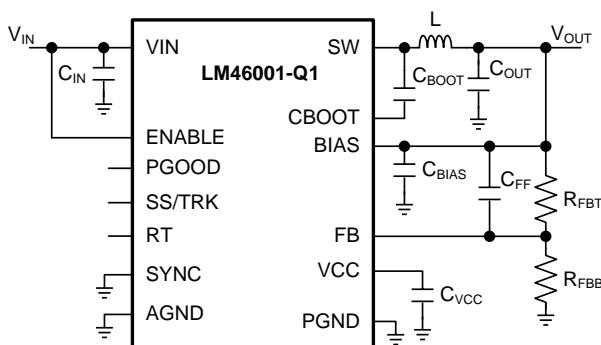 V_IN
VIN
SW
L
V_OUT
C_IN
LM46001-Q1
C_BOOT
C_OUT
CBOOT
ENABLE
BIAS
PGOOD
C_BIAS
C_FF
R_FBT
SS/TRK
RT
FB
SYNC
VCC
R_FBB
C_VCC
AGND
PGND